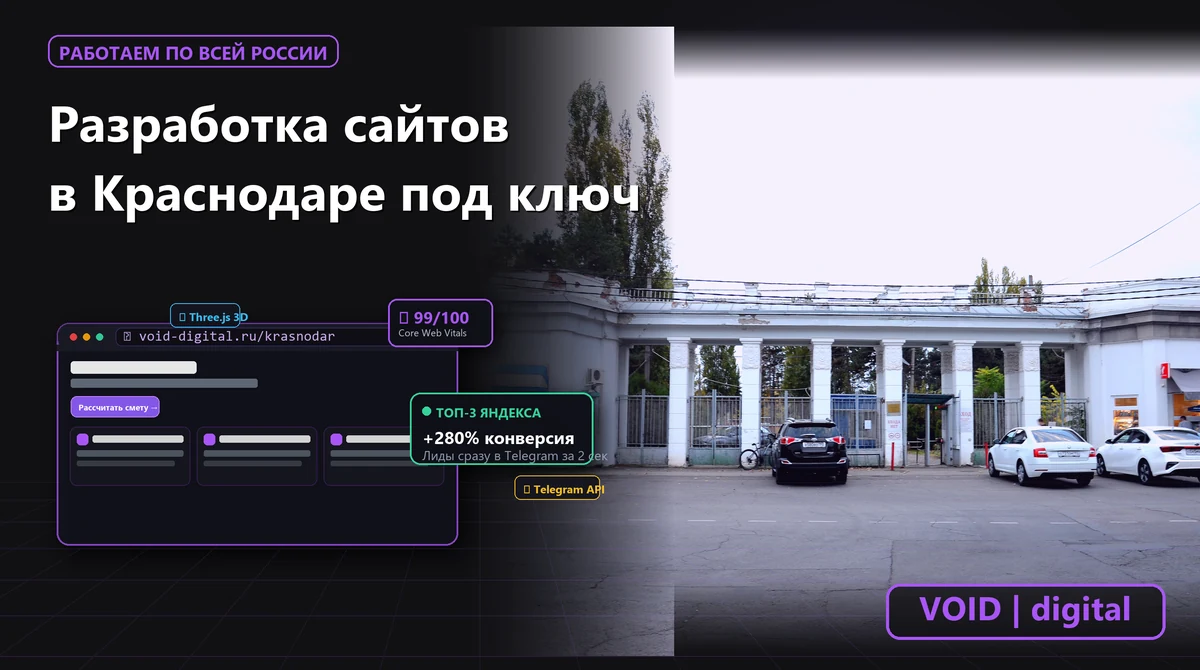 РАБОТАЕМ ПО ВСЕЙ РОССИИ
Разработка сайтов
в Краснодаре под ключ
Three.js 3D
99/100
Core Web Vitals
void-digital.ru/krasnodar
Рассчитать смету →
ТОП-3 ЯНДЕКСА
+280% конверсия
Лиды сразу в Telegram за 2 сек
Telegram API
VOID | digital